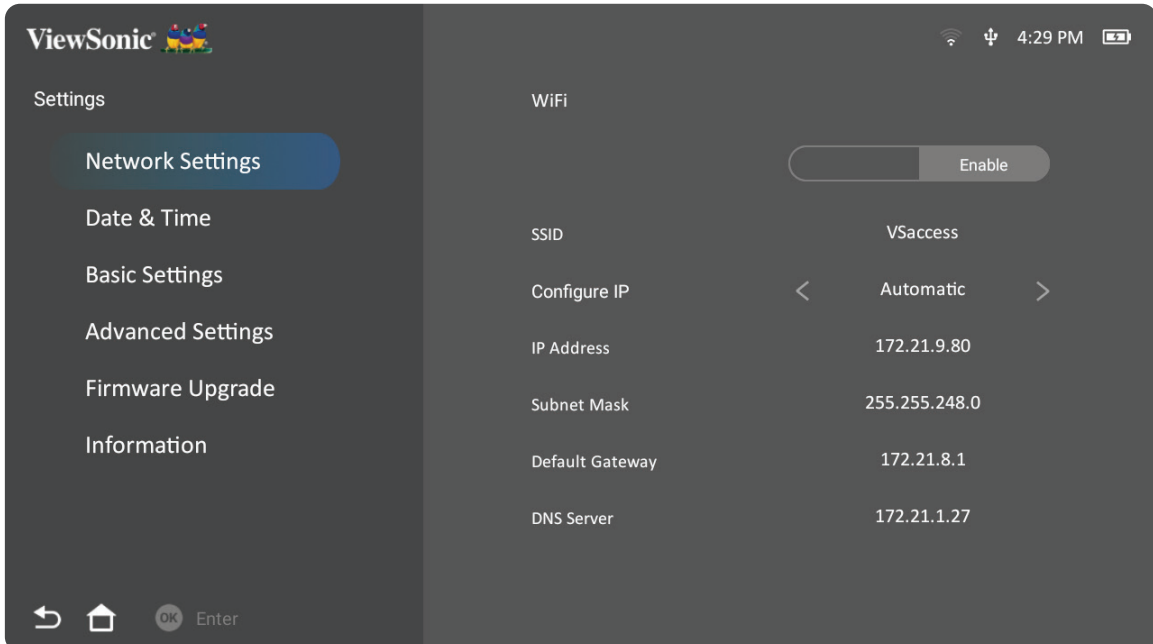 ViewSonic
4:29 PM
Settings
Network Settings
Date & Time
Basic Settings
Advanced Settings
Firmware Upgrade
Information
OK Enter
WiFi
Enable
SSID VSaccess
Configure IP < Automatic >
IP Address 172.21.9.80
Subnet Mask 255.255.248.0
Default Gateway 172.21.8.1
DNS Server 172.21.1.27